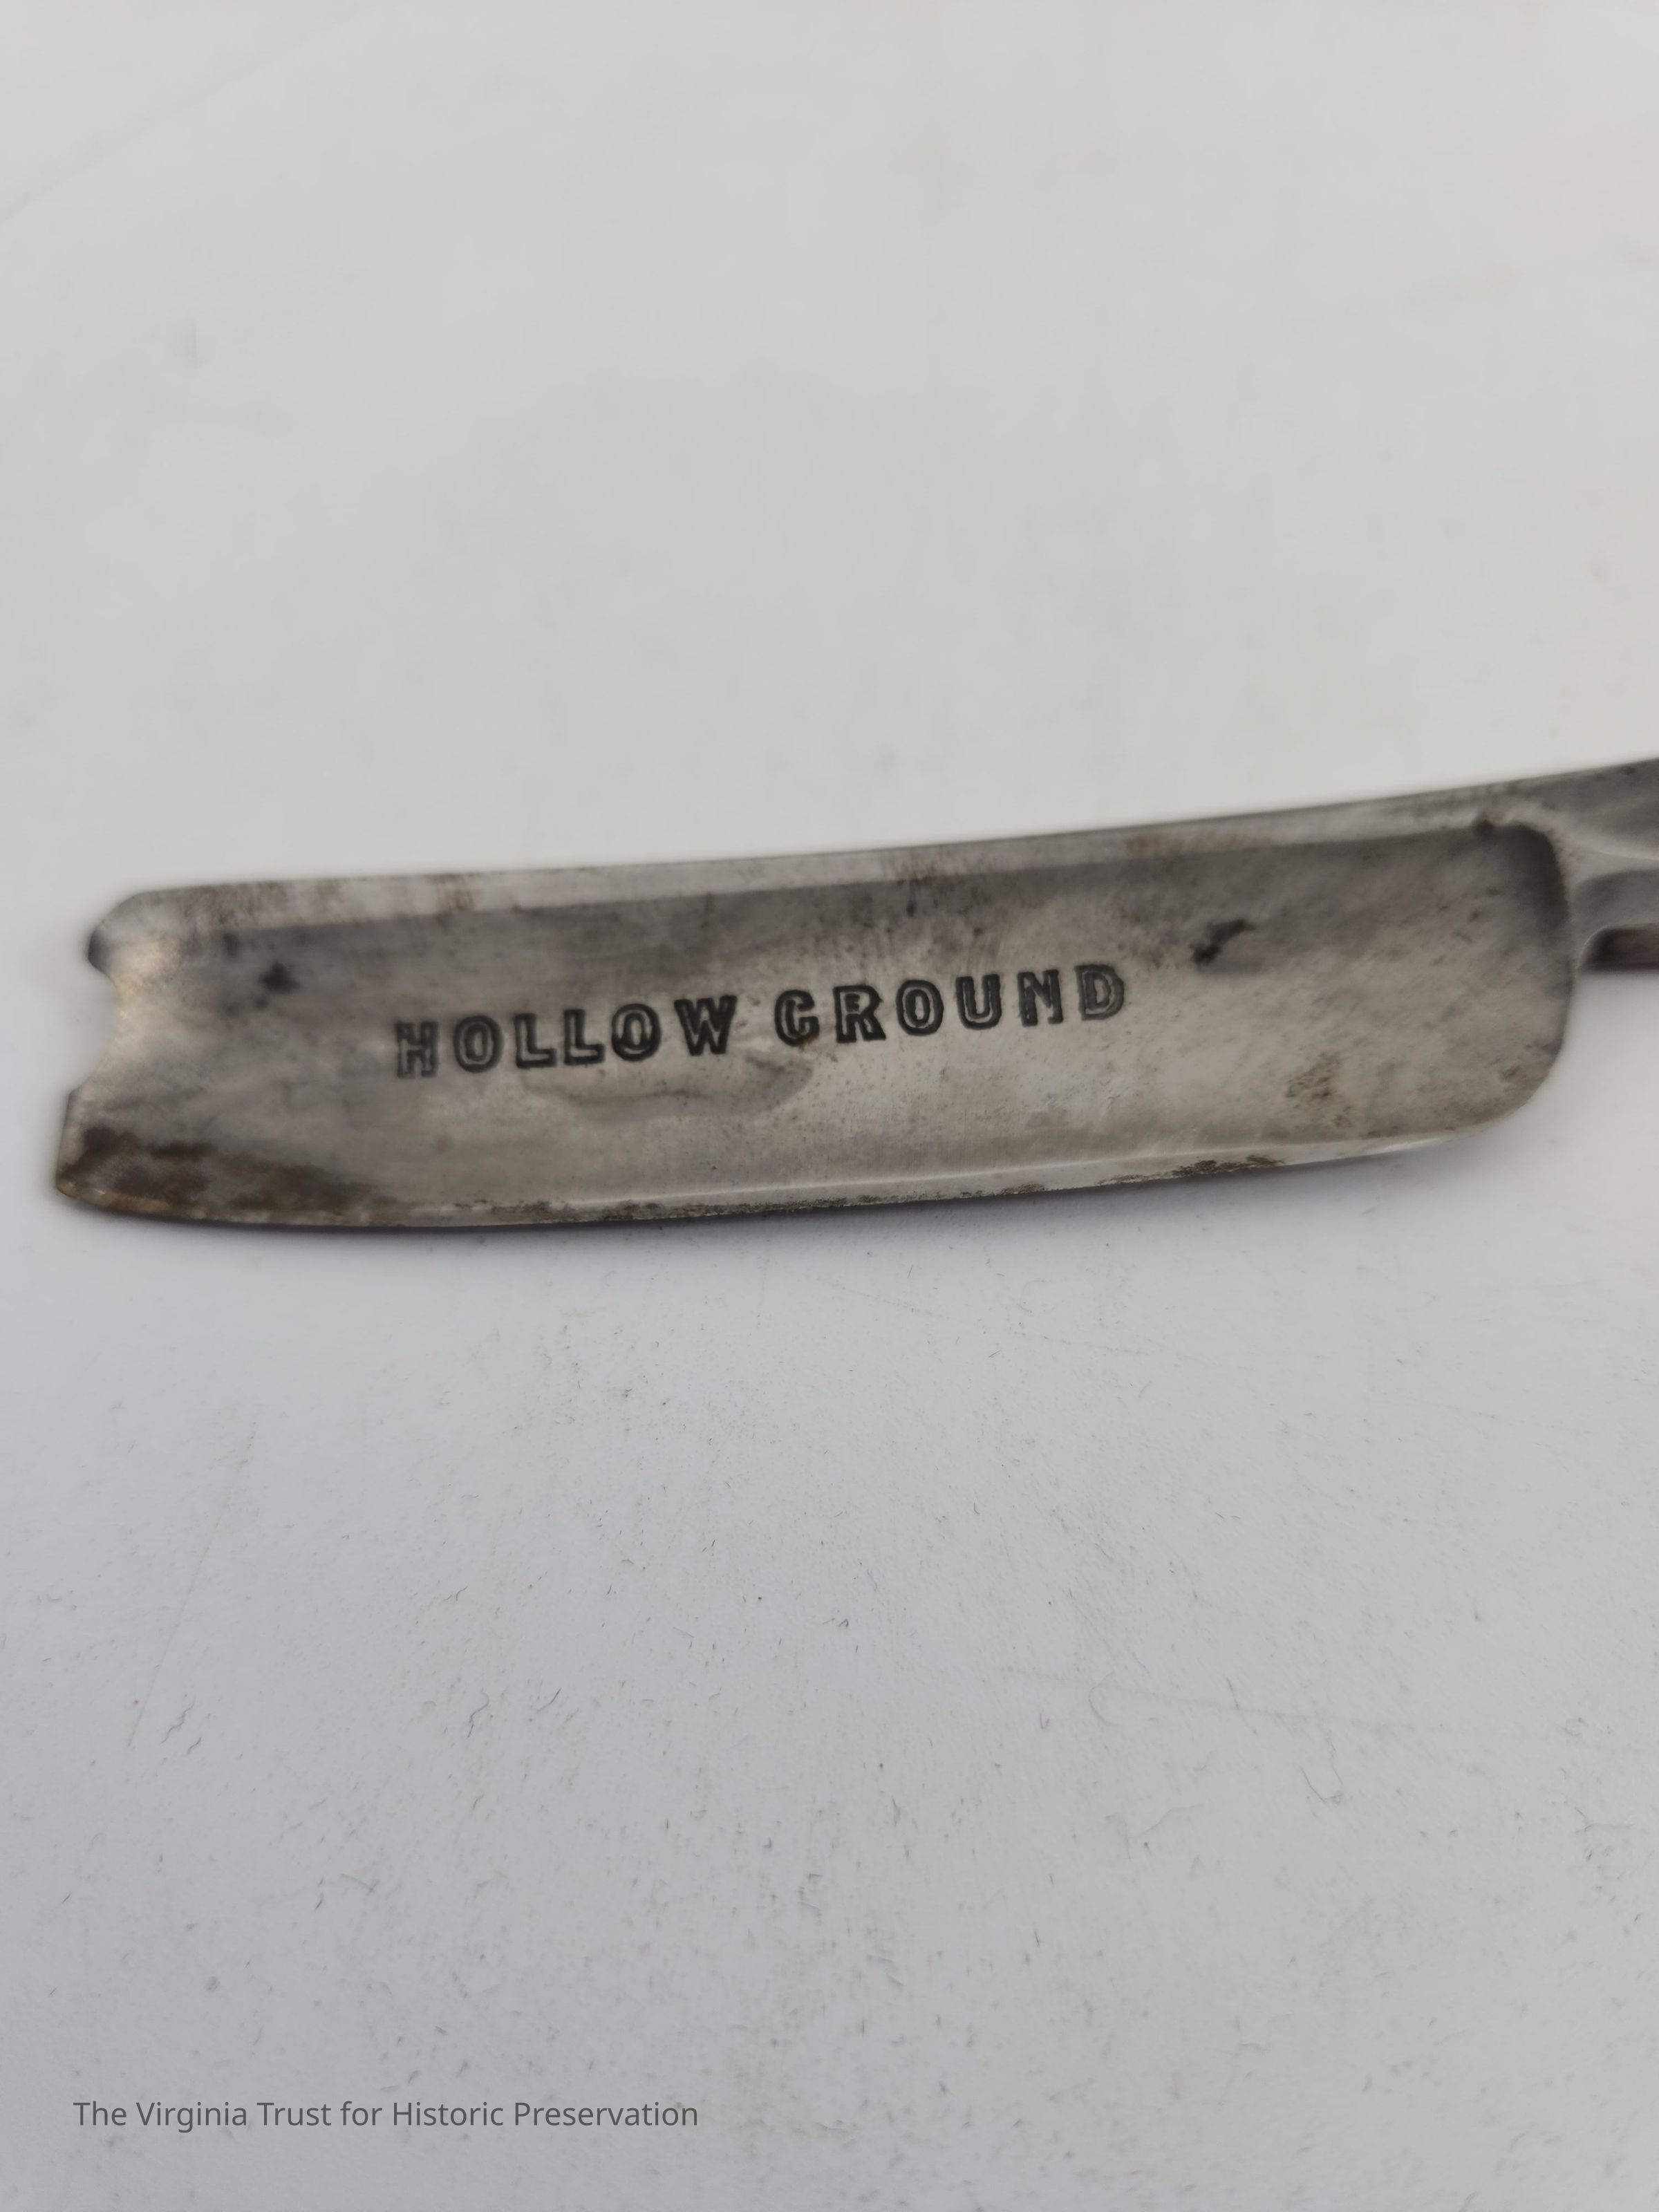 HOLLOW GROUND
The Virginia Trust for Historic Preservation